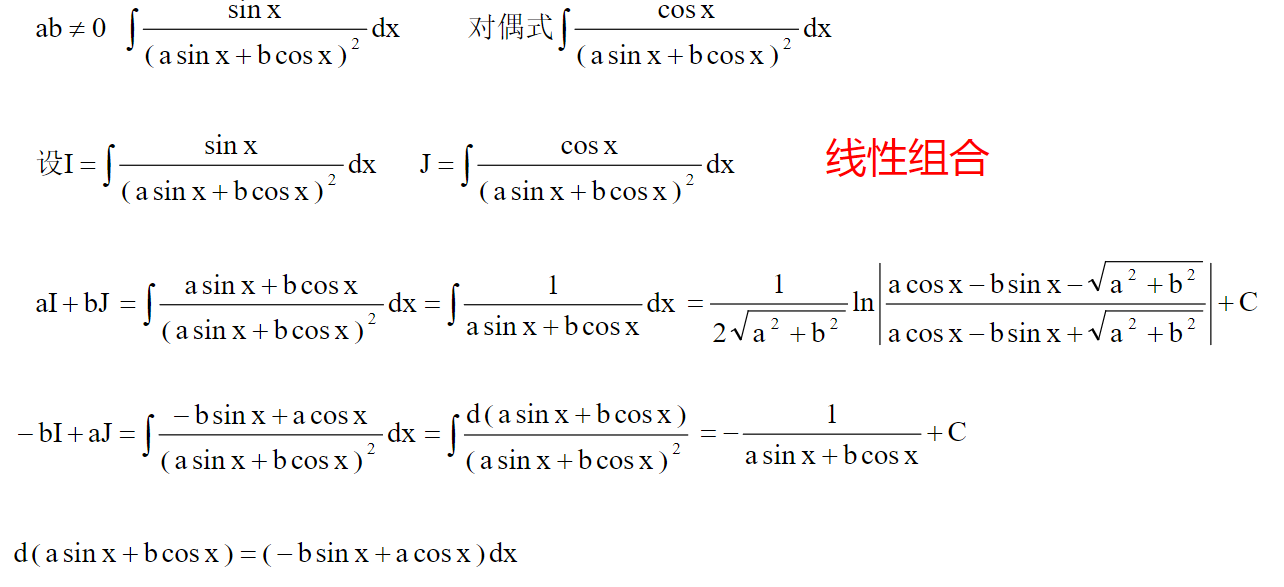 ab ≠ 0 ∫ sin x / (a sin x + b cos x)² dx 对偶式 ∫ cos x / (a sin x + b cos x)² dx
设I = ∫ sin x / (a sin x + b cos x)² dx J = ∫ cos x / (a sin x + b cos x)² dx 线性组合
aI + bJ = ∫ (a sin x + b cos x) / (a sin x + b cos x)² dx = ∫ 1 / (a sin x + b cos x) dx = 1 / (2√(a² + b²)) ln |(a cos x − b sin x − √(a² + b²)) / (a cos x − b sin x + √(a² + b²))| + C
− bI + aJ = ∫ (− b sin x + a cos x) / (a sin x + b cos x)² dx = ∫ d(a sin x + b cos x) / (a sin x + b cos x)² = − 1 / (a sin x + b cos x) + C
d(a sin x + b cos x) = (− b sin x + a cos x)dx